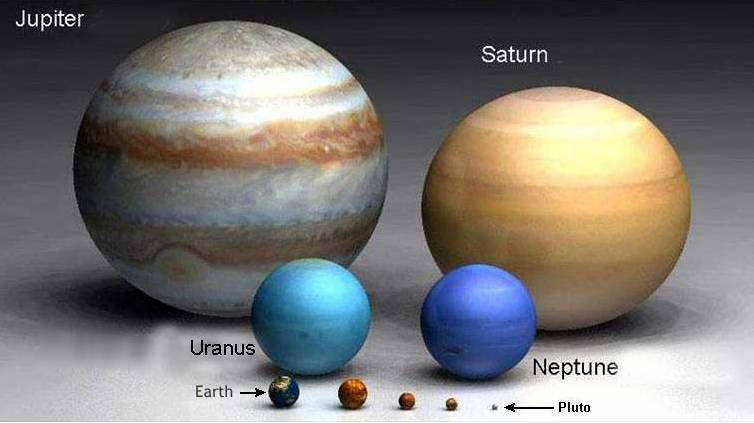 Jupiter
Saturn
Uranus
Neptune
Earth
Pluto